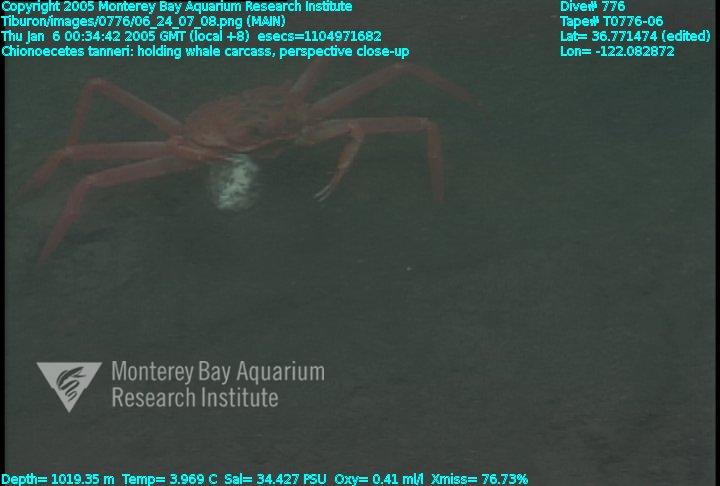 Copyright 2005 Monterey Bay Aquarium Research Institute
Dive# 776
Tiburon/images/0776/06_24_07_08.png (MAIN)
Tape# T0776-06
Thu Jan 6 00:34:42 2005 GMT (local +8) esecs=1104971682
Lat= 36.771474 (edited)
Chionoecetes tanneri: holding whale carcass, perspective close-up
Lon= -122.082872
Monterey Bay Aquarium
Research Institute
Depth= 1019.35 m Temp= 3.969 C Sal= 34.427 PSU Oxy= 0.41 ml/l Xmiss= 76.73%